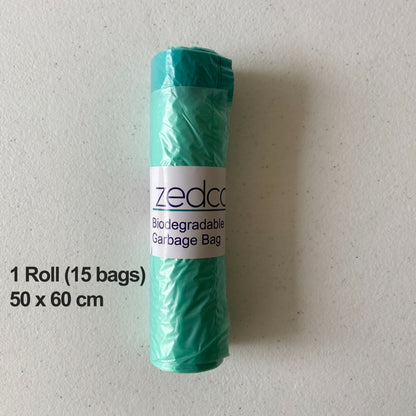 zedco
Biodegradable
Garbage Bag
1 Roll (15 bags)
50 x 60 cm